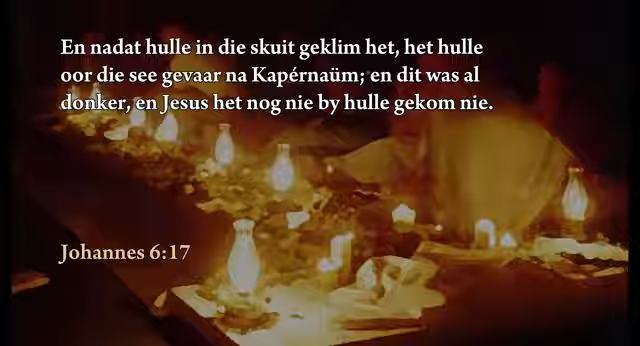 En nadat hulle in die skuit geklim het, het hulle
oor die see gevaar na Kapérnaüm; en dit was al
donker, en Jesus het nog nie by hulle gekom nie.
Johannes 6:17